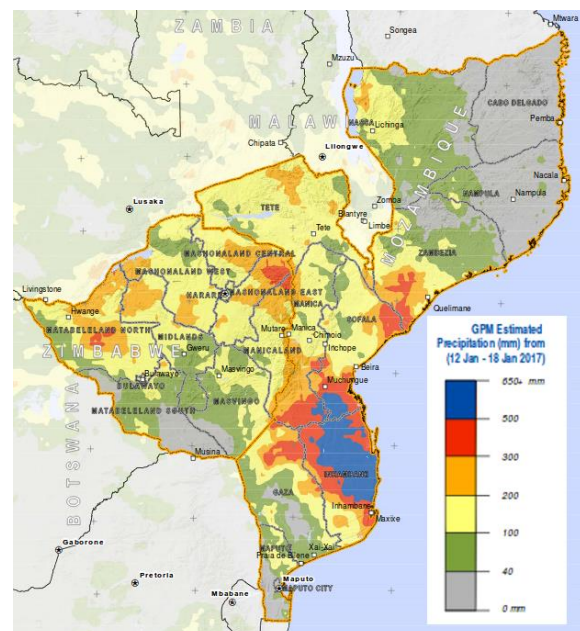 ZAMBIA
Songea
Mtwara
Mzuzu
MALAWI
NIASSA
Lichinga
CABO DELGADO
Pemba
Chipata
Lilongwe
MOZAMBIQUE
Nacala
NAMPULA
Nampula
Lusaka
TETE
Zomba
Blantyre
Limbe
Tete
ZAMBEZIA
MASHONALAND CENTRAL
MASHONALAND WEST
Livingstone
HARARE
MASHONALAND EAST
MANICA
SOFALA
Quelimane
Hwange
MATABELELAND NORTH
MIDLANDS
Mutare
Manica
Chimoio
ZIMBABWE
Gweru
MANICALAND
Inchope
Beira
Bulawayo
BULAWAYO
Masvingo
Muchungue
MATABELELAND SOUTH
MASVINGO
BOTSWANA
Musina
INHAMBANE
GAZA
Inhambane
Maxixe
Gaborone
MAPUTO
Xai-Xai
Praia de Bilene
Pretoria
Maputo
MAPUTO CITY
Mbabane
GPM Estimated
Precipitation (mm) from
(12 Jan - 18 Jan 2017)
650+ mm
500
300
200
100
40
0 mm